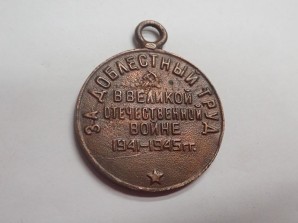 ЗА ДОБЛЕСТНЫЙ ТРУД
В ВЕЛИКОЙ
ОТЕЧЕСТВЕННОЙ
ВОЙНЕ
1941-1945гг.